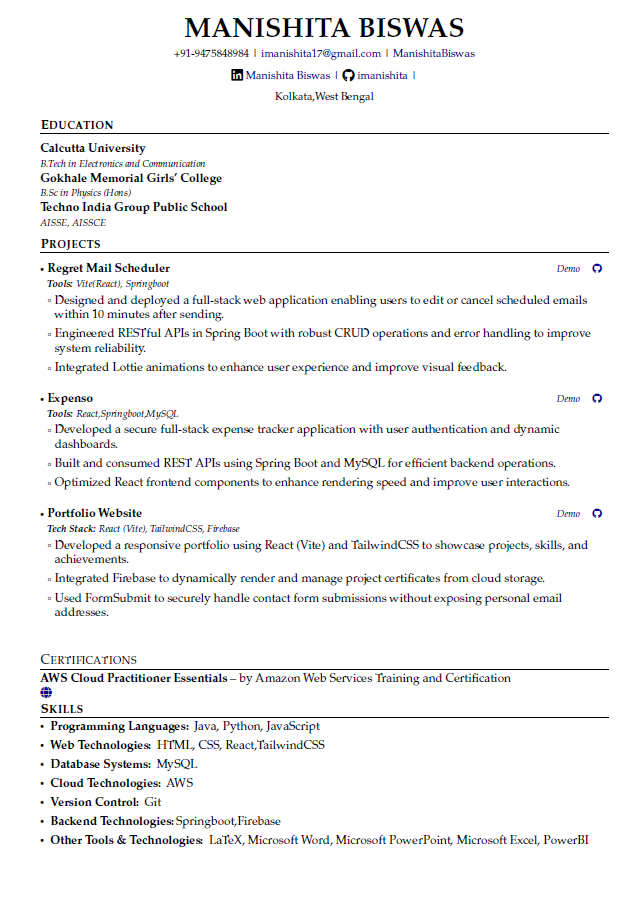 MANISHITA BISWAS
+91-9475848984 | imanishita17@gmail.com | ManishitaBiswas
Manishita Biswas | imanishita |
Kolkata,West Bengal
EDUCATION
Calcutta University
B.Tech in Electronics and Communication
Gokhale Memorial Girls' College
B.Sc in Physics (Hons)
Techno India Group Public School
AISSE, AISSCE
PROJECTS
• Regret Mail Scheduler Demo
Tools: Vite(React), Springboot
▫ Designed and deployed a full-stack web application enabling users to edit or cancel scheduled emails
within 10 minutes after sending.
▫ Engineered RESTful APIs in Spring Boot with robust CRUD operations and error handling to improve
system reliability.
▫ Integrated Lottie animations to enhance user experience and improve visual feedback.
• Expenso Demo
Tools: React,Springboot,MySQL
▫ Developed a secure full-stack expense tracker application with user authentication and dynamic
dashboards.
▫ Built and consumed REST APIs using Spring Boot and MySQL for efficient backend operations.
▫ Optimized React frontend components to enhance rendering speed and improve user interactions.
• Portfolio Website Demo
Tech Stack: React (Vite), TailwindCSS, Firebase
▫ Developed a responsive portfolio using React (Vite) and TailwindCSS to showcase projects, skills, and
achievements.
▫ Integrated Firebase to dynamically render and manage project certificates from cloud storage.
▫ Used FormSubmit to securely handle contact form submissions without exposing personal email
addresses.
CERTIFICATIONS
AWS Cloud Practitioner Essentials – by Amazon Web Services Training and Certification
SKILLS
• Programming Languages: Java, Python, JavaScript
• Web Technologies: HTML, CSS, React,TailwindCSS
• Database Systems: MySQL
• Cloud Technologies: AWS
• Version Control: Git
• Backend Technologies:Springboot,Firebase
• Other Tools & Technologies: LaTeX, Microsoft Word, Microsoft PowerPoint, Microsoft Excel, PowerBI